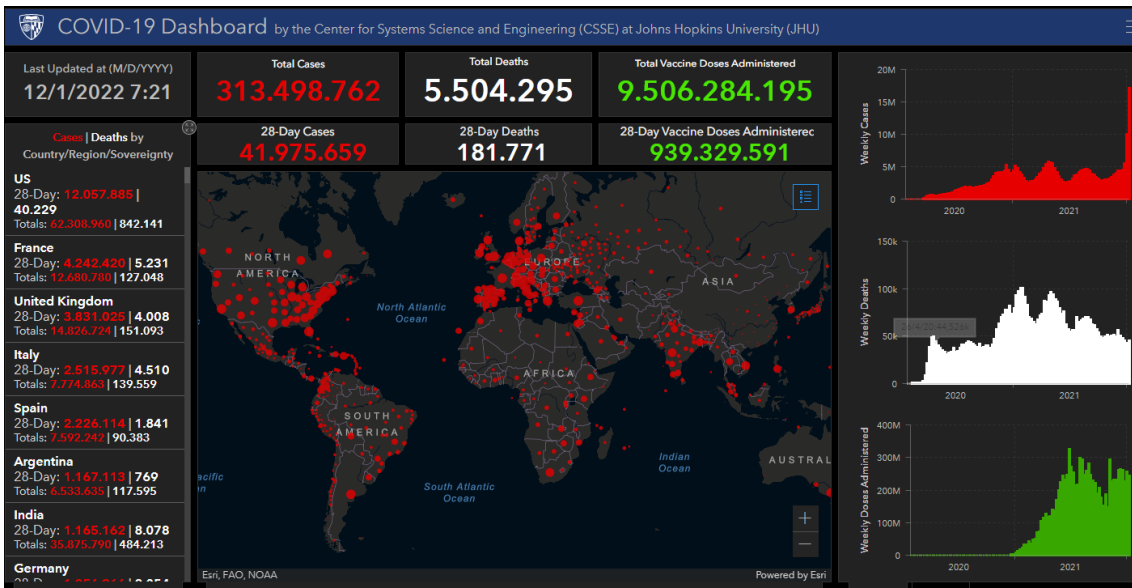 COVID-19 Dashboard by the Center for Systems Science and Engineering (CSSE) at Johns Hopkins University (JHU)
Last Updated at (M/D/YYYY)
12/1/2022 7:21
Total Cases
313.498.762
Total Deaths
5.504.295
Total Vaccine Doses Administered
9.506.284.195
28-Day Cases
41.975.659
28-Day Deaths
181.771
28-Day Vaccine Doses Administerec
939.329.591
Cases | Deaths by
Country/Region/Sovereignty
US
28-Day: 12.057.885 |
40.229
Totals: 62.308.960 | 842.141
France
28-Day: 4.242.420 | 5.231
Totals: 12.680.780 | 127.048
United Kingdom
28-Day: 3.831.025 | 4.008
Totals: 14.826.724 | 151.093
Italy
28-Day: 2.515.977 | 4.510
Totals: 7.774.863 | 139.559
Spain
28-Day: 2.226.114 | 1.841
Totals: 7.592.242 | 90.383
Argentina
28-Day: 1.167.113 | 769
Totals: 6.533.635 | 117.595
India
28-Day: 1.165.162 | 8.078
Totals: 35.875.790 | 484.213
Germany
NORTH
AMERICA
EUROPE
ASIA
North Atlantic
Ocean
AFRICA
SOUTH
AMERICA
Indian
Ocean
AUSTRAL
acific
an
South Atlantic
Ocean
+
−
Esri, FAO, NOAA
Powered by Esri
Weekly Cases
20M
15M
10M
5M
0
2020
2021
Weekly Deaths
150k
100k
50k
0
2020
2021
Weekly Doses Administered
400M
300M
200M
100M
0
2020
2021